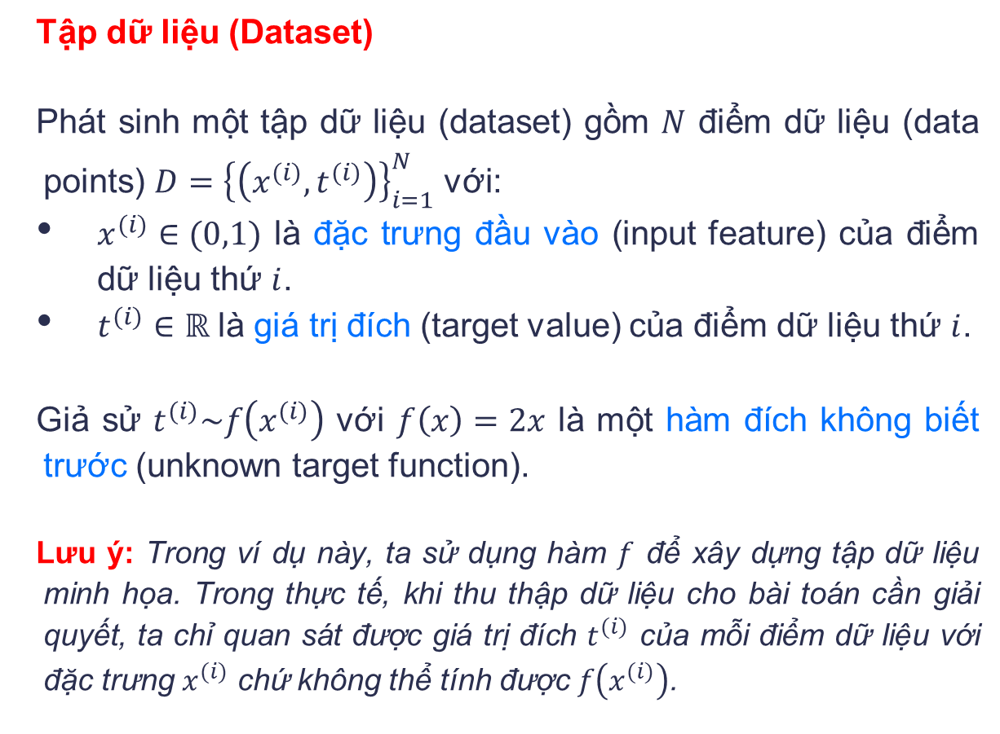 Tập dữ liệu (Dataset)
Phát sinh một tập dữ liệu (dataset) gồm 𝑁 điểm dữ liệu (data
points) 𝐷 = {(𝑥⁽ⁱ⁾, 𝑡⁽ⁱ⁾)}ᵢ₌₁ᴺ với:
• 𝑥⁽ⁱ⁾ ∈ (0,1) là đặc trưng đầu vào (input feature) của điểm
dữ liệu thứ 𝑖.
• 𝑡⁽ⁱ⁾ ∈ ℝ là giá trị đích (target value) của điểm dữ liệu thứ 𝑖.
Giả sử 𝑡⁽ⁱ⁾~𝑓(𝑥⁽ⁱ⁾) với 𝑓(𝑥) = 2𝑥 là một hàm đích không biết
trước (unknown target function).
Lưu ý: Trong ví dụ này, ta sử dụng hàm 𝑓 để xây dựng tập dữ liệu
minh họa. Trong thực tế, khi thu thập dữ liệu cho bài toán cần giải
quyết, ta chỉ quan sát được giá trị đích 𝑡⁽ⁱ⁾ của mỗi điểm dữ liệu với
đặc trưng 𝑥⁽ⁱ⁾ chứ không thể tính được 𝑓(𝑥⁽ⁱ⁾).